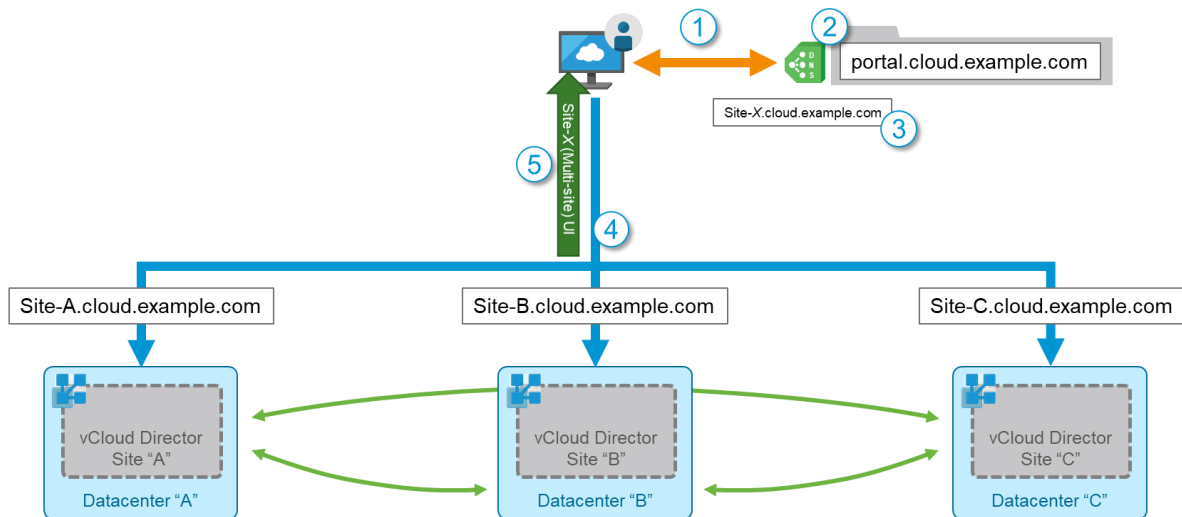 1
2
D
N
S
portal.cloud.example.com
Site-X.cloud.example.com
3
5
Site-X (Multi-site) UI
4
Site-A.cloud.example.com
Site-B.cloud.example.com
Site-C.cloud.example.com
vCloud Director
Site “A”
Datacenter “A”
vCloud Director
Site “B”
Datacenter “B”
vCloud Director
Site “C”
Datacenter “C”